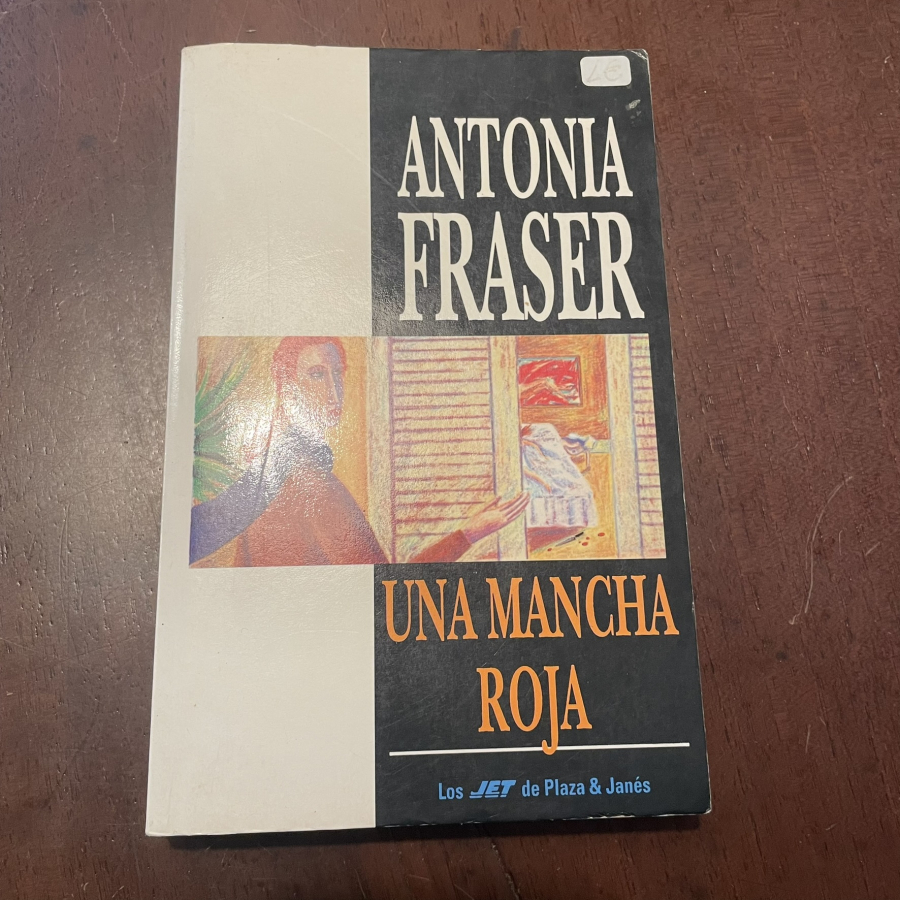 ANTONIA
FRASER
UNA MANCHA
ROJA
Los JET de Plaza & Janés